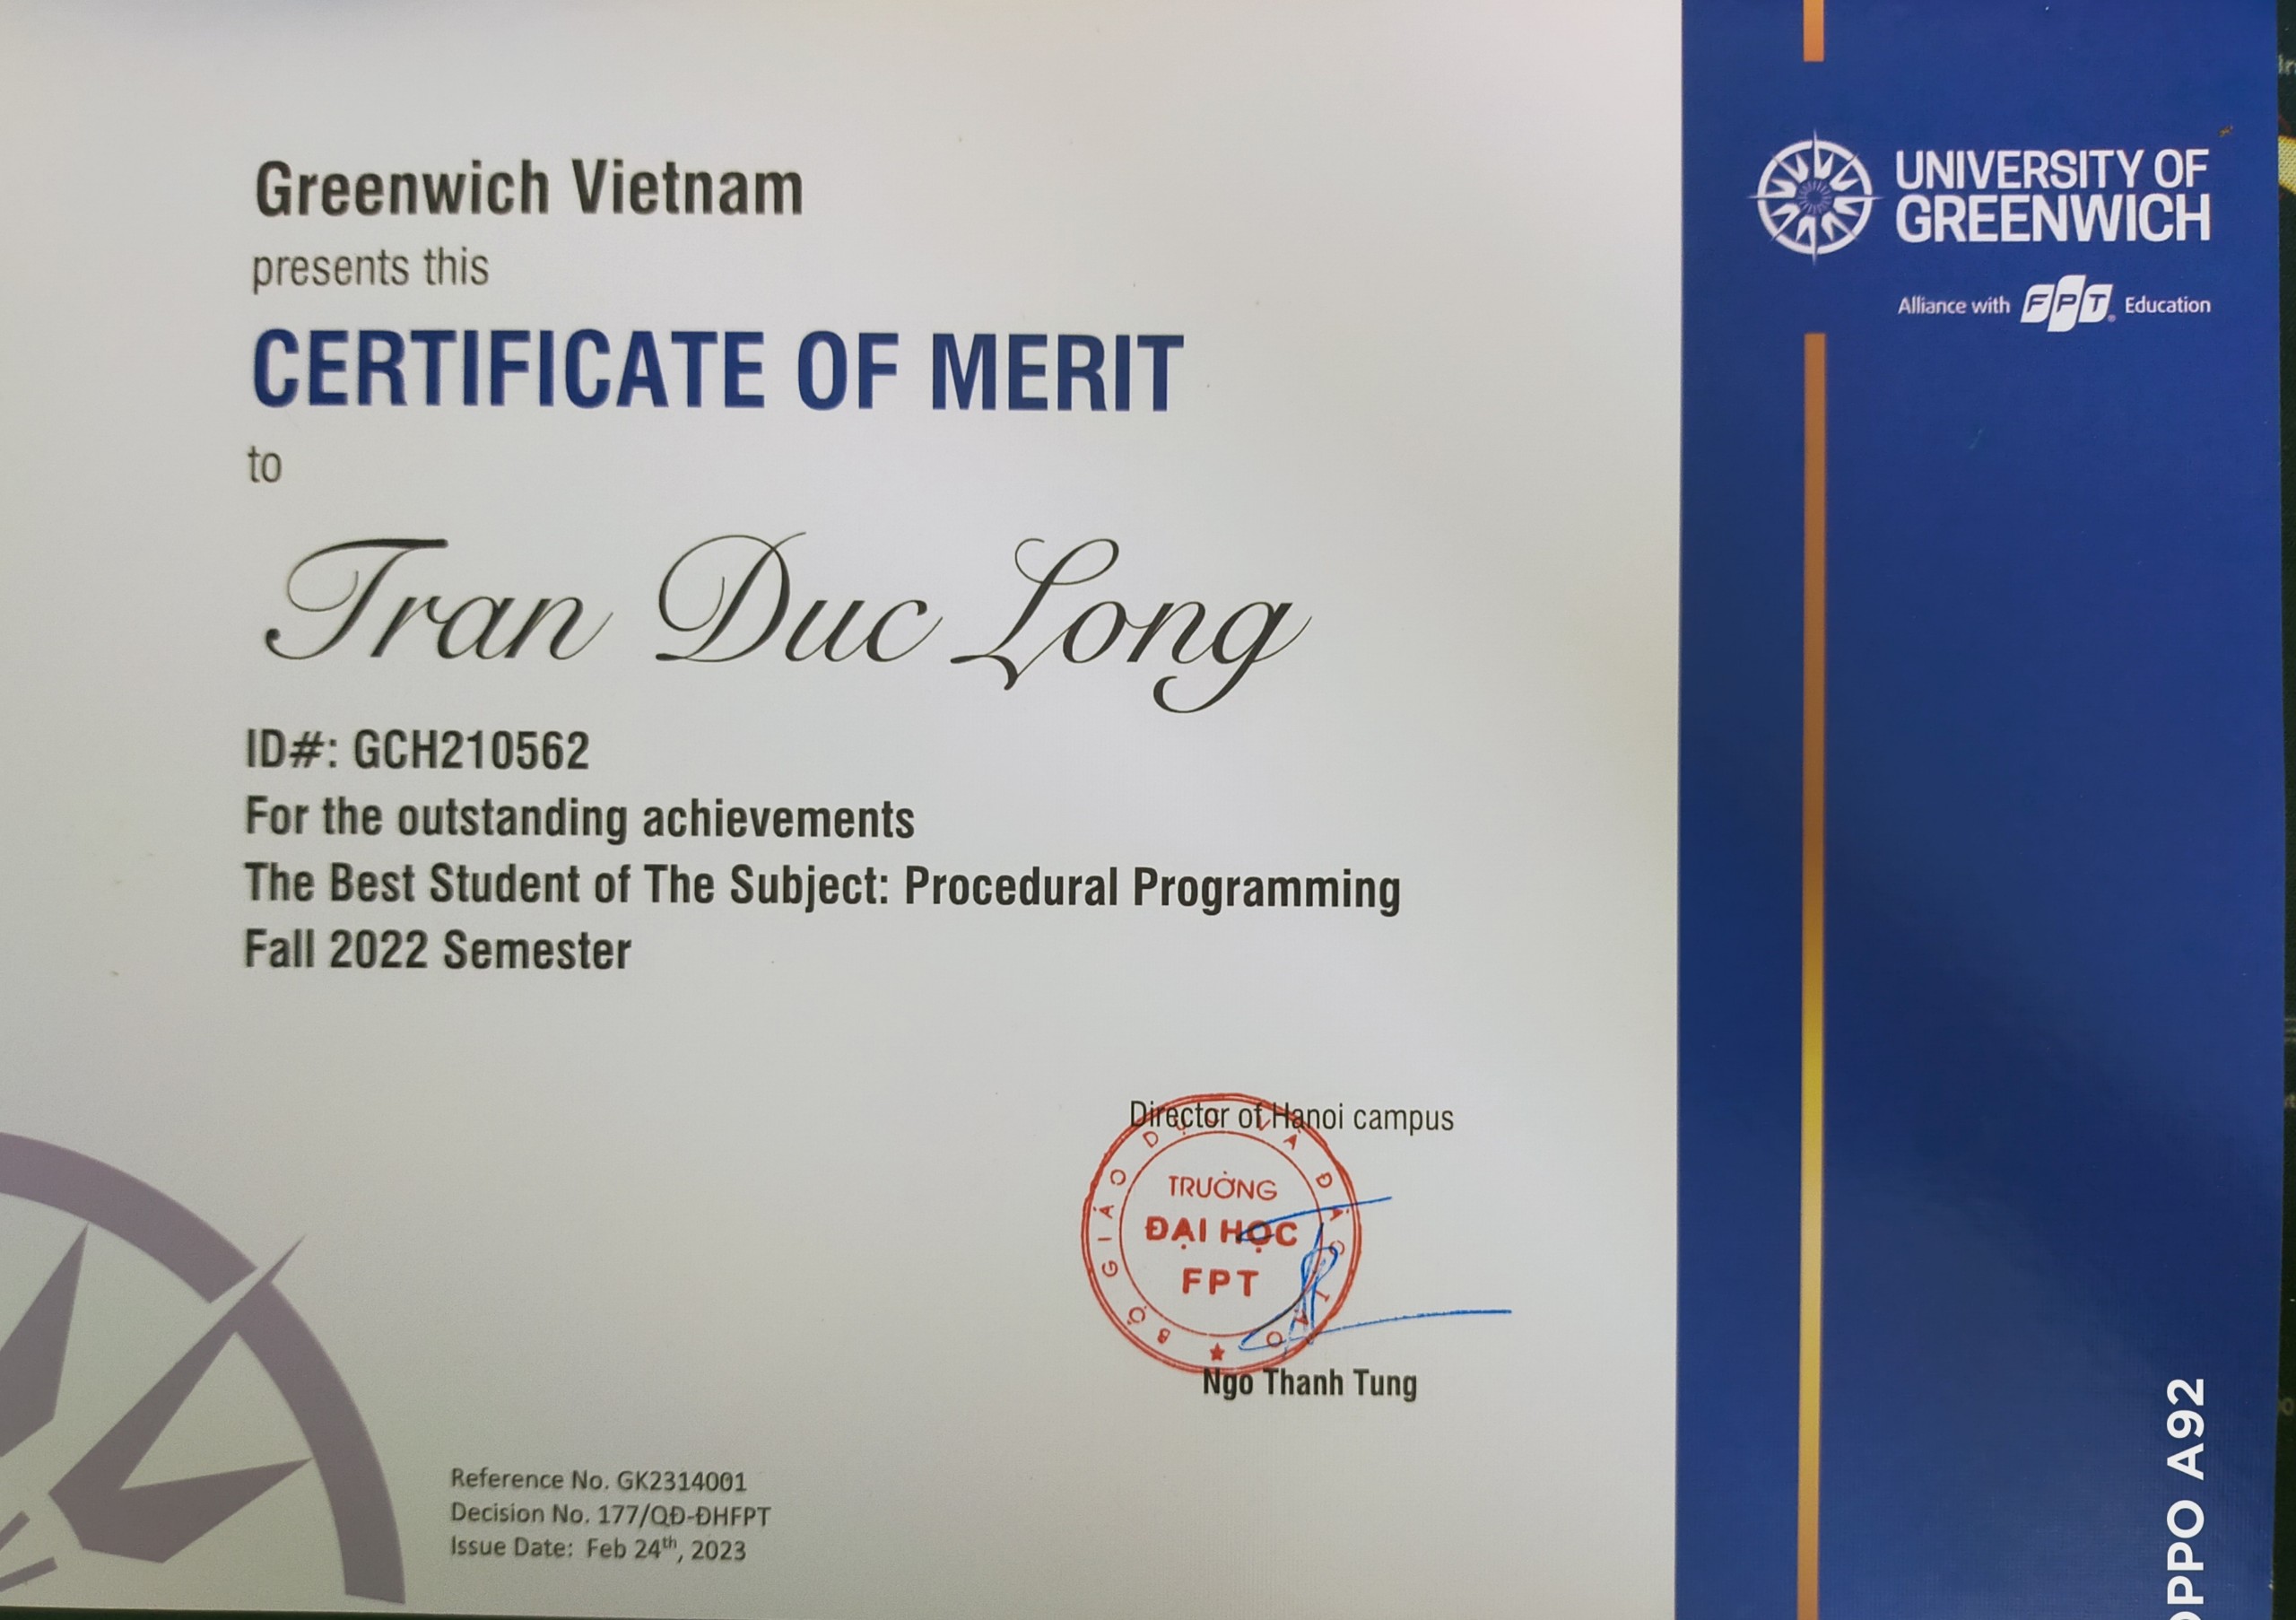 Greenwich Vietnam
presents this
CERTIFICATE OF MERIT
to
Tran Duc Long
ID#: GCH210562
For the outstanding achievements
The Best Student of The Subject: Procedural Programming
Fall 2022 Semester
Director of Hanoi campus
BỘ GIÁO DỤC VÀ ĐÀO TẠO
TRƯỜNG
ĐẠI HỌC
FPT
Ngo Thanh Tung
Reference No. GK2314001
Decision No. 177/QĐ-ĐHFPT
Issue Date: Feb 24th, 2023
UNIVERSITY OF
GREENWICH
Alliance with FPT Education
PPO A92